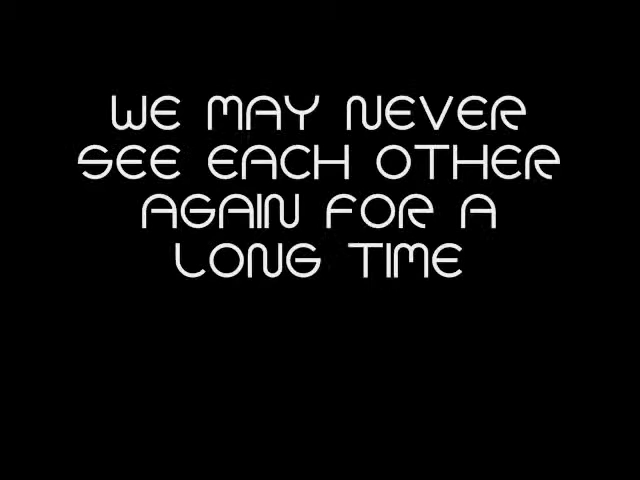 WE MAY NEVER
SEE EACH OTHER
AGAIN FOR A
LONG TIME